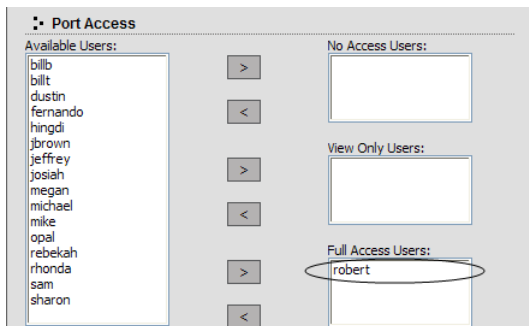 Port Access
Available Users:
billb
billt
dustin
fernando
hingdi
jbrown
jeffrey
josiah
megan
michael
mike
opal
rebekah
rhonda
sam
sharon
>
<
>
<
>
<
No Access Users:
View Only Users:
Full Access Users:
robert